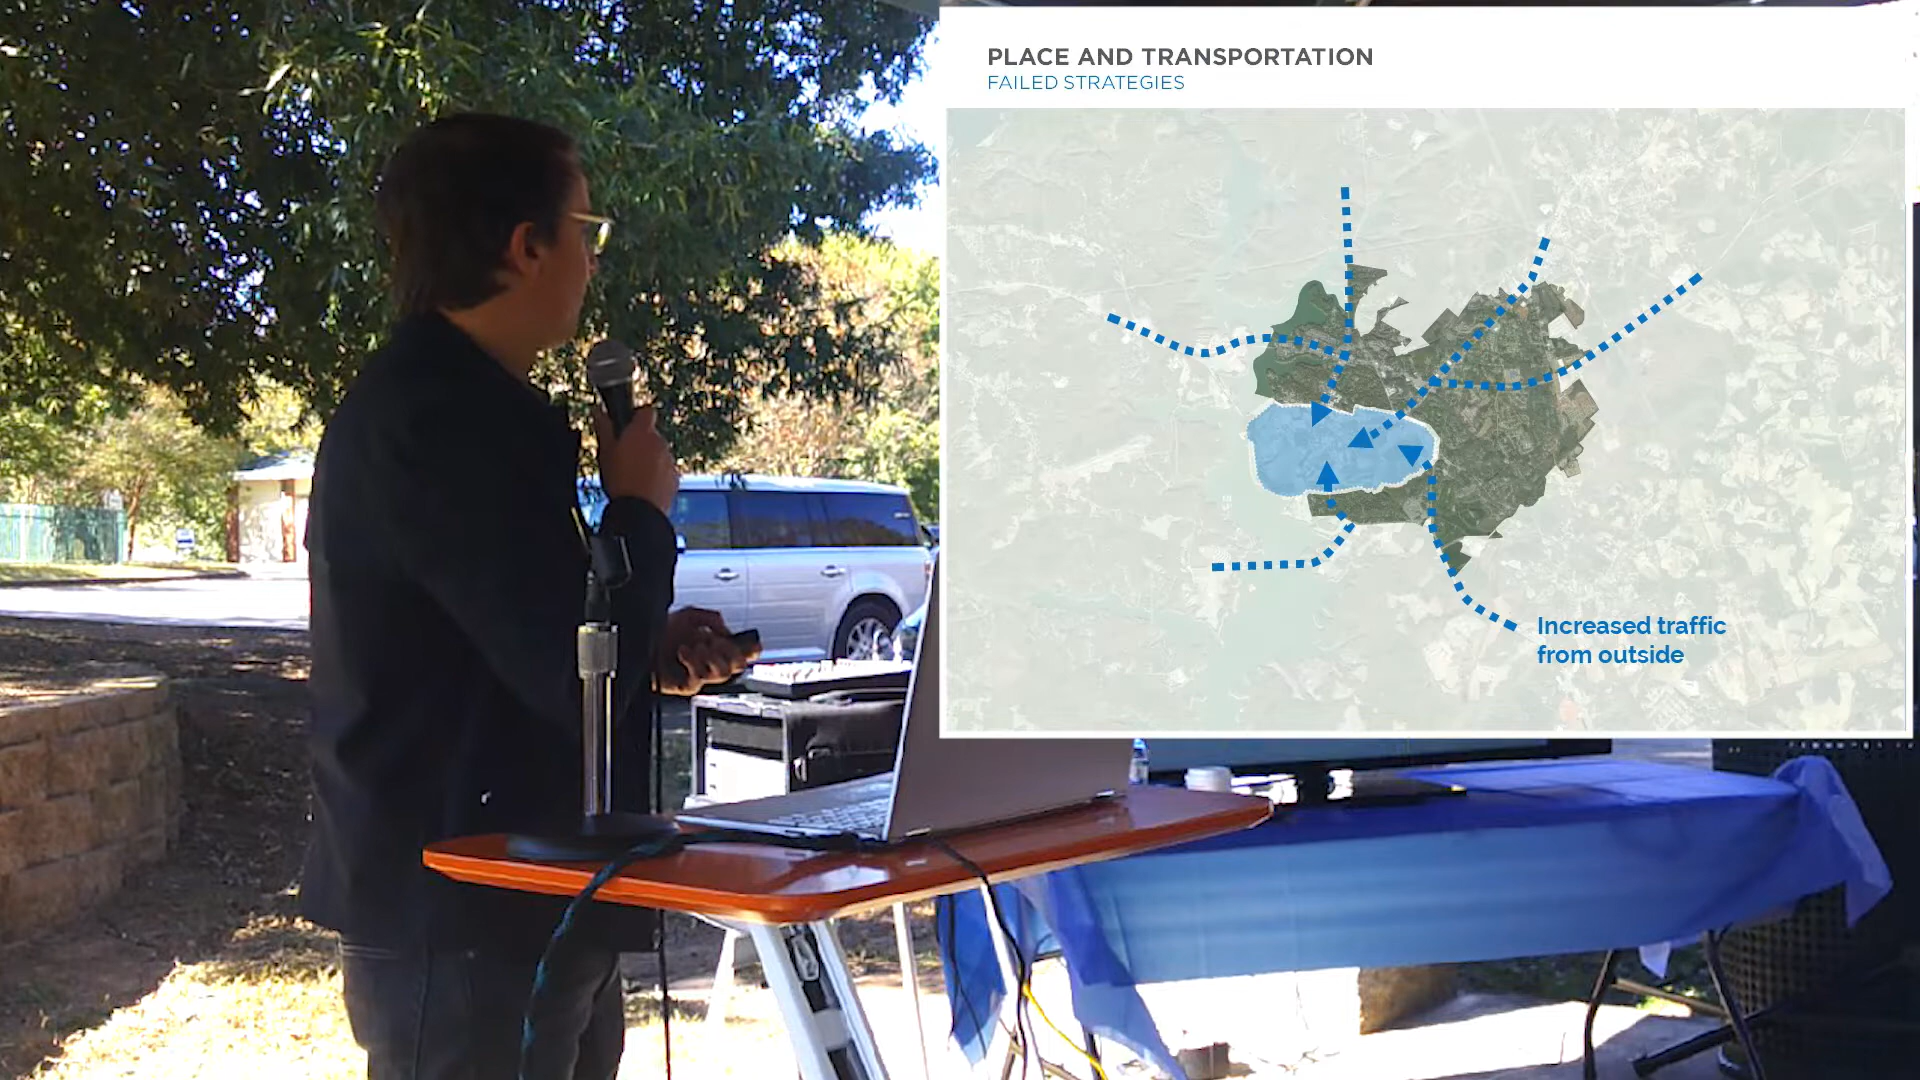 PLACE AND TRANSPORTATION
FAILED STRATEGIES
Increased traffic
from outside